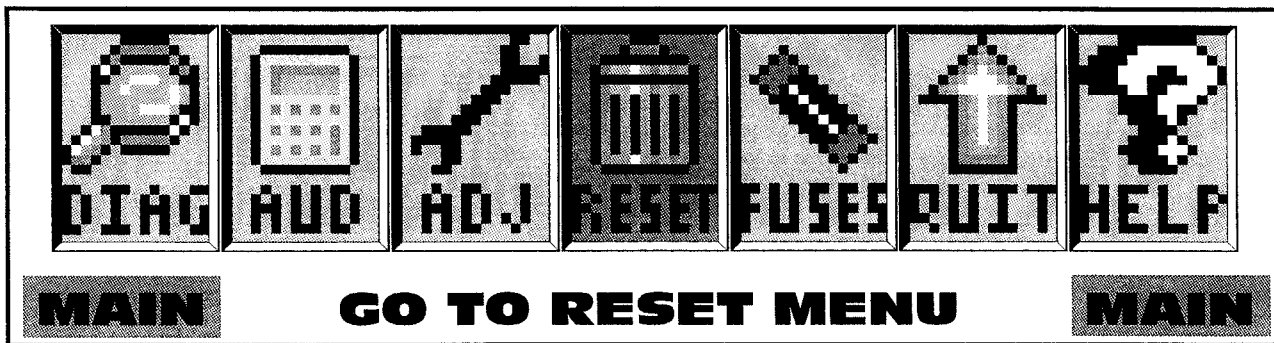 DIAG AUD ADJ RESET FUSES QUIT HELP
MAIN GO TO RESET MENU MAIN